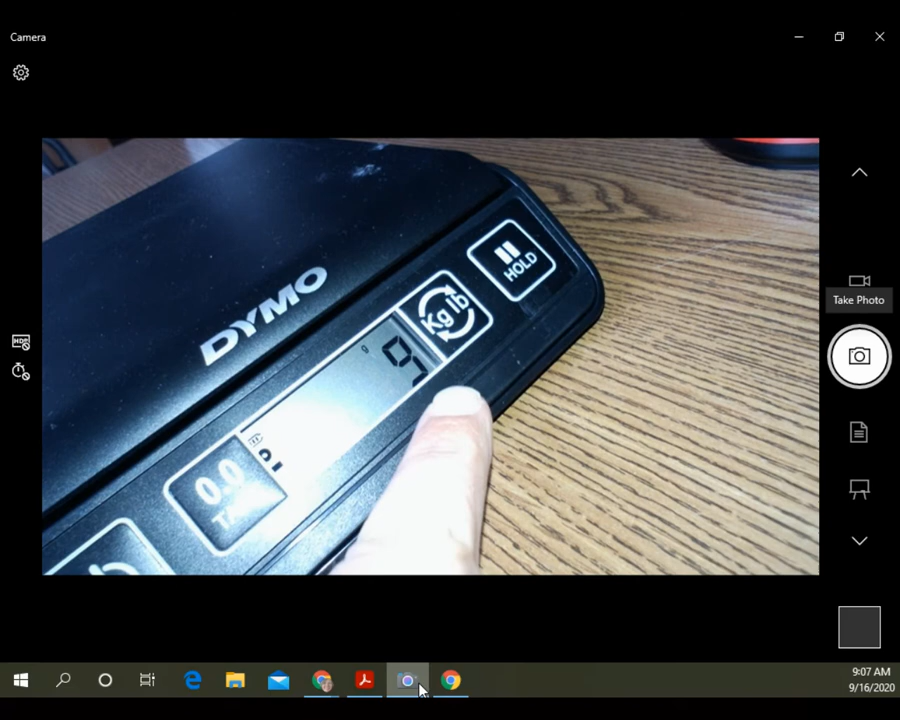 Camera
HOLD
Kg lb
DYMO
0.0
Take Photo
9:07 AM
9/16/2020